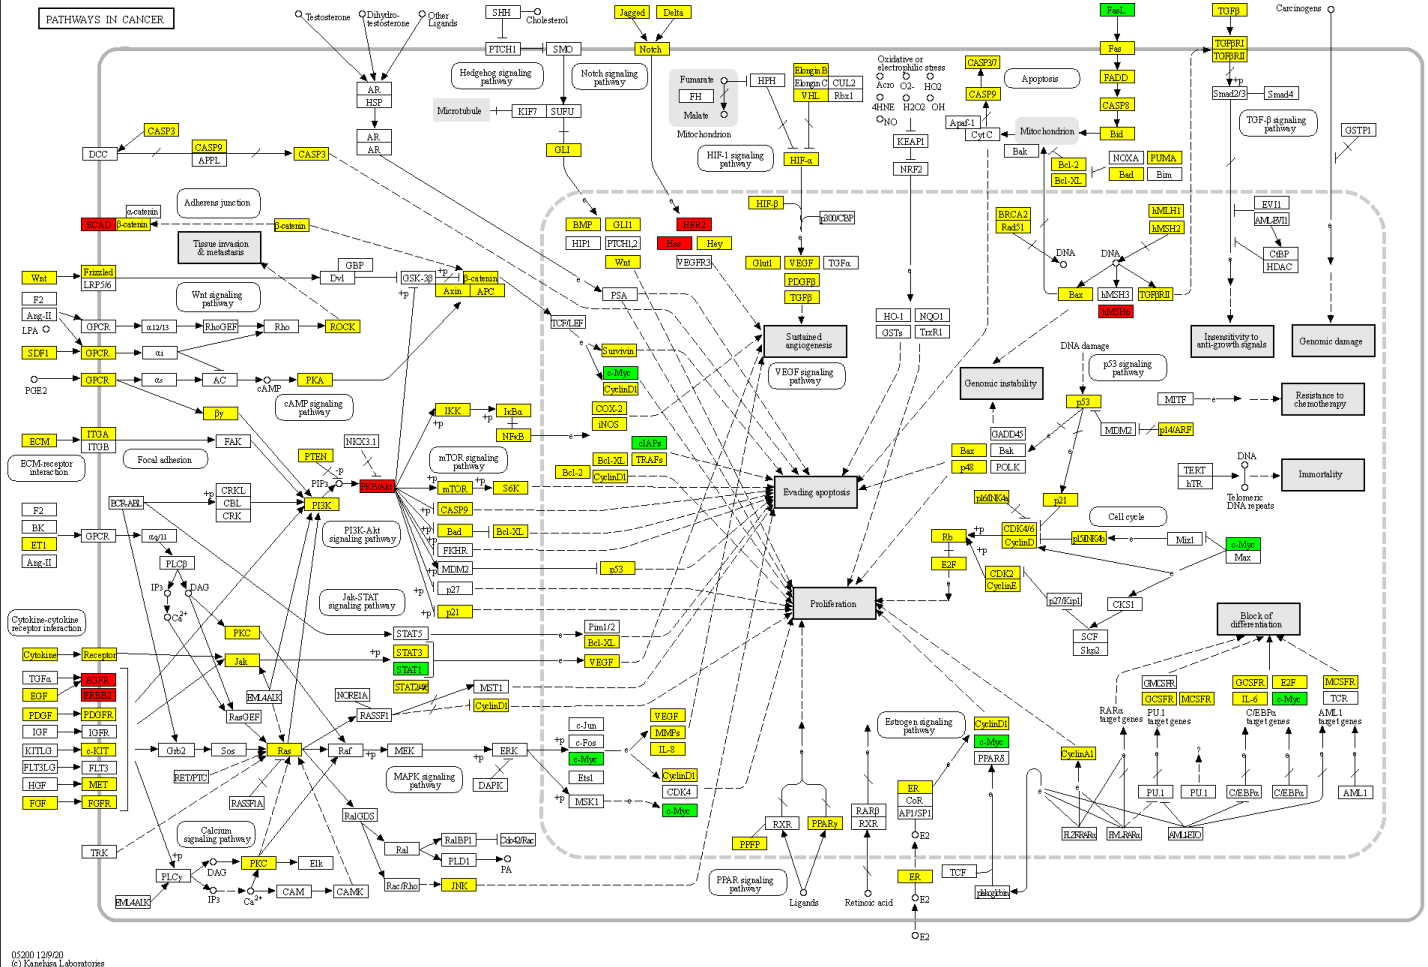 PATHWAYS IN CANCER
Testosterone
Dihydro-
testosterone
Other
Ligands
SHH
Cholesterol
Jagged
Delta
FasL
TGFβ
Carcinogens
PTCH1
SMO
Notch
Fas
TGFβRI
TGFβRII
Hedgehog signaling
pathway
Notch signaling
pathway
Oxidative or
electrophilic stress
Acro
O2-
HO2
4HNE
H2O2
OH
NO
CASP3/7
CASP9
Apoptosis
FADD
CASP8
Bid
AR
HSP
AR
AR
Microtubule
KIF7
SUFU
GLI
Fumarate
FH
Malate
Mitochondrion
HPH
Elongin B
Elongin C
CUL2
VHL
Rbx1
HIF-1 signaling
pathway
HIF-α
KEAP1
NRF2
Apaf-1
CytC
Mitochondrion
Bak
Bcl-2
Bcl-XL
NOXA
PUMA
Bad
Bim
+p
Smad2/3
Smad4
TGF-β signaling
pathway
GSTP1
CASP3
DCC
CASP9
APPL
CASP3
Adherens junction
ECAD
α-catenin
β-catenin
β-catenin
Tissue invasion
& metastasis
BMP
GLI1
HIP1
PTCH1,2
Wnt
HER2
Hes
Hey
VEGFR3
HIF-β
p300/CBP
Glut1
VEGF
TGFα
PDGFβ
TGFβ
BRCA2
Rad51
DNA
hMLH1
hMSH2
DNA
Bax
hMSH3
TGFβRII
hMSH6
EVI1
AML-EVI1
CtBP
HDAC
Wnt
Frizzled
LRP5/6
Wnt signaling
pathway
Dvl
GBP
GSK-3β
+p
+p
β-catenin
Axin
APC
F2
Ang-II
LPA
GPCR
α12/13
RhoGEF
Rho
ROCK
PSA
TCF/LEF
HO-1
NQO1
GSTs
TxnR1
Sustained
angiogenesis
VEGF signaling
pathway
Insensitivity to
anti-growth signals
Genomic damage
SDF1
GPCR
αi
PGE2
GPCR
αs
AC
cAMP
PKA
cAMP signaling
pathway
βγ
Survivin
c-Myc
CyclinD1
COX-2
iNOS
Genomic instability
DNA damage
p53 signaling
pathway
p53
MITF
Resistance to
chemotherapy
MDM2
p14/ARF
IKK
IκBα
+p
+p
NFκB
cIAPs
Bcl-XL
TRAFs
Bcl-2
CyclinD1
GADD45
Bax
Bak
p48
POLK
DNA
TERT
hTR
Telomeric
DNA repeats
Immortality
ECM
ITGA
ITGB
FAK
ECM-receptor
interaction
Focal adhesion
PTEN
NKX3.1
-p
PIP3
PKB/Akt
mTOR signaling
pathway
mTOR
S6K
CASP9
Bad
Bcl-XL
FKHR
MDM2
p53
p27
p21
Evading apoptosis
p16INK4a
p21
Cell cycle
CDK4/6
CyclinD
p15INK4b
Miz1
c-Myc
Max
Rb
E2F
CDK2
CyclinE
p27/Kip1
CKS1
SCF
Skp2
BCR-ABL
CRKL
CBL
CRK
PI3K
PI3K-Akt
signaling pathway
F2
BK
ET1
Ang-II
GPCR
αq/11
PLCβ
IP3
DAG
Ca2+
Jak-STAT
signaling pathway
Proliferation
Block of
differentiation
Cytokine-cytokine
receptor interaction
PKC
Cytokine
Receptor
Jak
+p
STAT5
STAT3
STAT1
Pim1/2
Bcl-XL
VEGF
TGFα
EGFR
EGF
ERBB2
PDGF
PDGFR
IGF
IGFR
KITLG
c-KIT
FLT3LG
FLT3
HGF
MET
FGF
FGFR
EML4ALK
RasGEF
NORE1A
RASSF1
MST1
CyclinD1
Grb2
Sos
Ras
Raf
+p
MEK
+p
ERK
RET/PTC
RASSF1A
MAPK signaling
pathway
DAPK
+p
+p
c-Jun
c-Fos
c-Myc
Ets1
MSK1
VEGF
MMPs
IL-8
CyclinD1
CDK4
c-Myc
Estrogen signaling
pathway
CyclinD1
c-Myc
PPARδ
CyclinA1
GMCSFR
GCSFR
MCSFR
PU.1
target genes
RARα
target genes
GCSFR
E2F
IL-6
c-Myc
C/EBPα
target genes
MCSFR
TCR
AML1
target genes
PU.1
PU.1
?
C/EBPα
C/EBPα
AML1
PLZF-RARα
PML-RARα
AML1-ETO
ER
CoR
AP1/SP1
E2
RXR
PPARγ
PPFP
RARβ
RXR
RalGDS
Ral
RalBP1
Cdc42/Rac
PLD1
PA
Rac/Rho
JNK
TRK
Calcium
signaling pathway
+p
PLCγ
DAG
IP3
PKC
Elk
Ca2+
CAM
CAMK
EML4ALK
PPAR signaling
pathway
Ligands
Retinoic acid
ER
E2
E2
TCF
plakoglobin
05200 12/9/20
(c) Kanehisa Laboratories